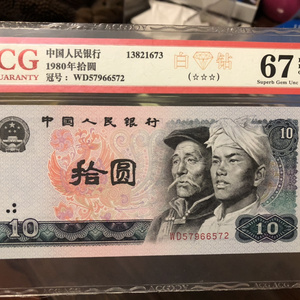 CG
GUARANTY
中国人民银行
1980年拾圆
冠号：WD57966572
13821673
白 钻
(☆☆☆)
67
Superb Gem Unc
中国人民银行
拾圆
10
10
10
WD57966572